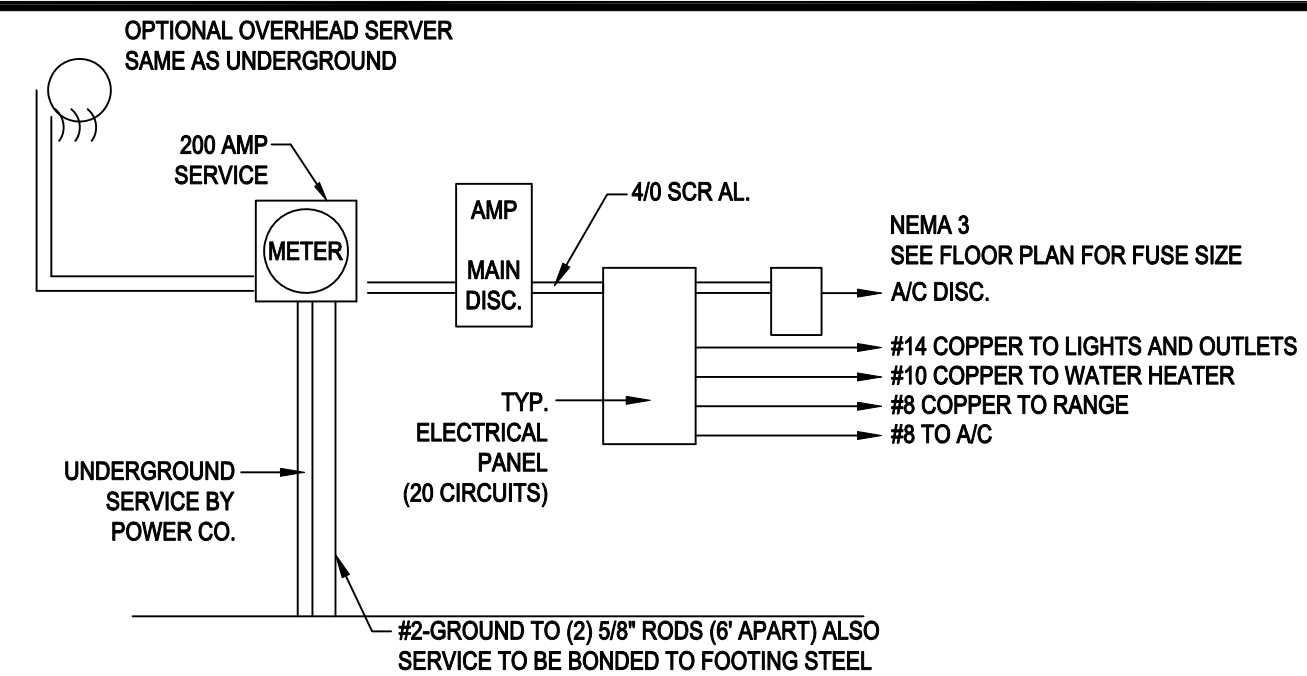 OPTIONAL OVERHEAD SERVER
SAME AS UNDERGROUND
200 AMP
SERVICE
METER
AMP
MAIN
DISC.
4/0 SCR AL.
NEMA 3
SEE FLOOR PLAN FOR FUSE SIZE
A/C DISC.
#14 COPPER TO LIGHTS AND OUTLETS
#10 COPPER TO WATER HEATER
#8 COPPER TO RANGE
#8 TO A/C
TYP.
ELECTRICAL
PANEL
(20 CIRCUITS)
UNDERGROUND
SERVICE BY
POWER CO.
#2-GROUND TO (2) 5/8" RODS (6' APART) ALSO
SERVICE TO BE BONDED TO FOOTING STEEL